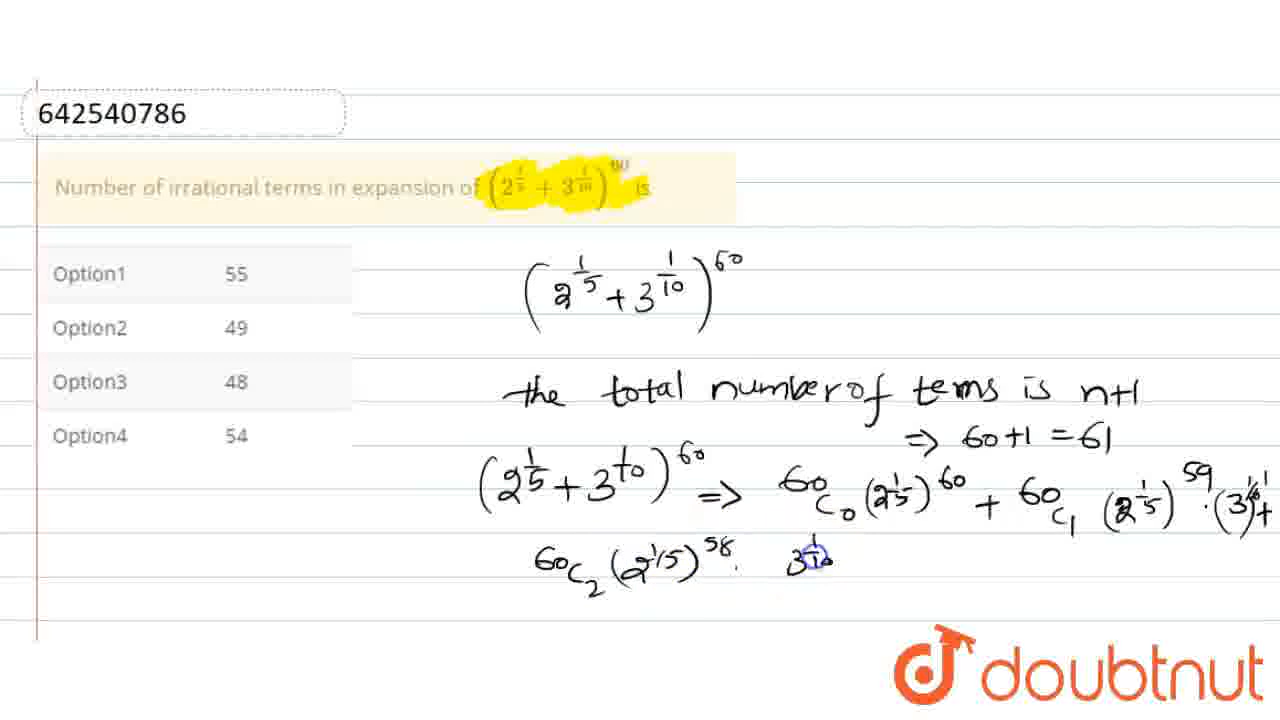 642540786
Number of irrational terms in expansion of (2^{1/5} + 3^{1/10})^{60} is
Option1 55
Option2 49
Option3 48
Option4 54
(2^{1/5} + 3^{1/10})^{60}
the total number of terms is n+1
⇒ 60+1 = 61
(2^{1/5} + 3^{1/10})^{60} ⇒ 60C_0 (2^{1/5})^{60} + 60C_1 (2^{1/5})^{59} · (3^{1/10})^1 +
60C_2 (2^{1/5})^{58} . 3^{1/10}
doubtnut